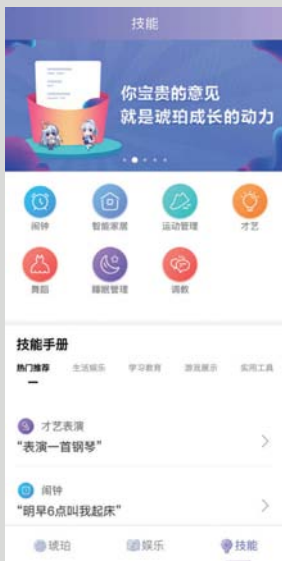 技能
你宝贵的意见
就是琥珀成长的动力
闹钟
智能家居
运动管理
才艺
舞蹈
睡眠管理
调教
技能手册
热门推荐
生活娱乐
学习教育
游戏展示
实用工具
才艺表演
“表演一首钢琴”
闹钟
“明早6点叫我起床”
琥珀
娱乐
技能